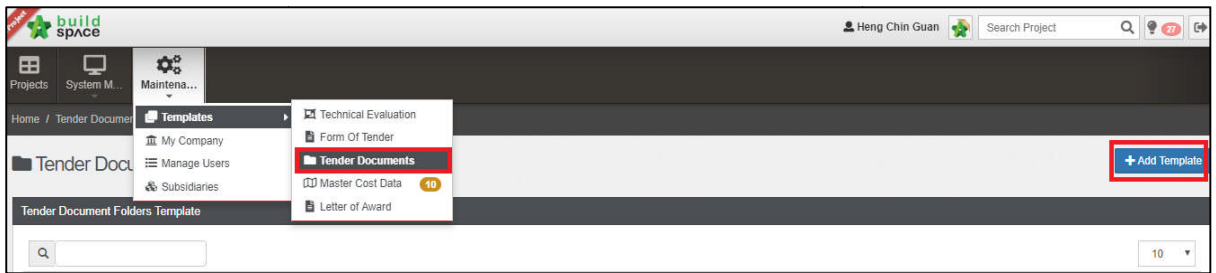 Project
build
space
Heng Chin Guan
Search Project
27
Projects
System M...
Maintena...
Home / Tender Documen
Templates
My Company
Manage Users
Subsidiaries
Technical Evaluation
Form Of Tender
Tender Documents
Master Cost Data 10
Letter of Award
Tender Docu
+ Add Template
Tender Document Folders Template
10